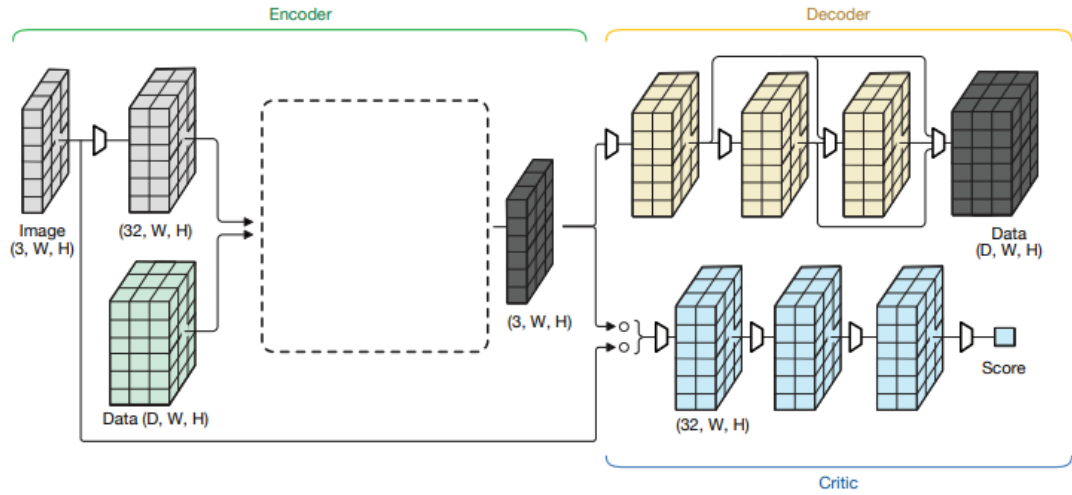 Encoder
Decoder
Image
(3, W, H)
(32, W, H)
Data (D, W, H)
(3, W, H)
Data
(D, W, H)
(32, W, H)
Score
Critic